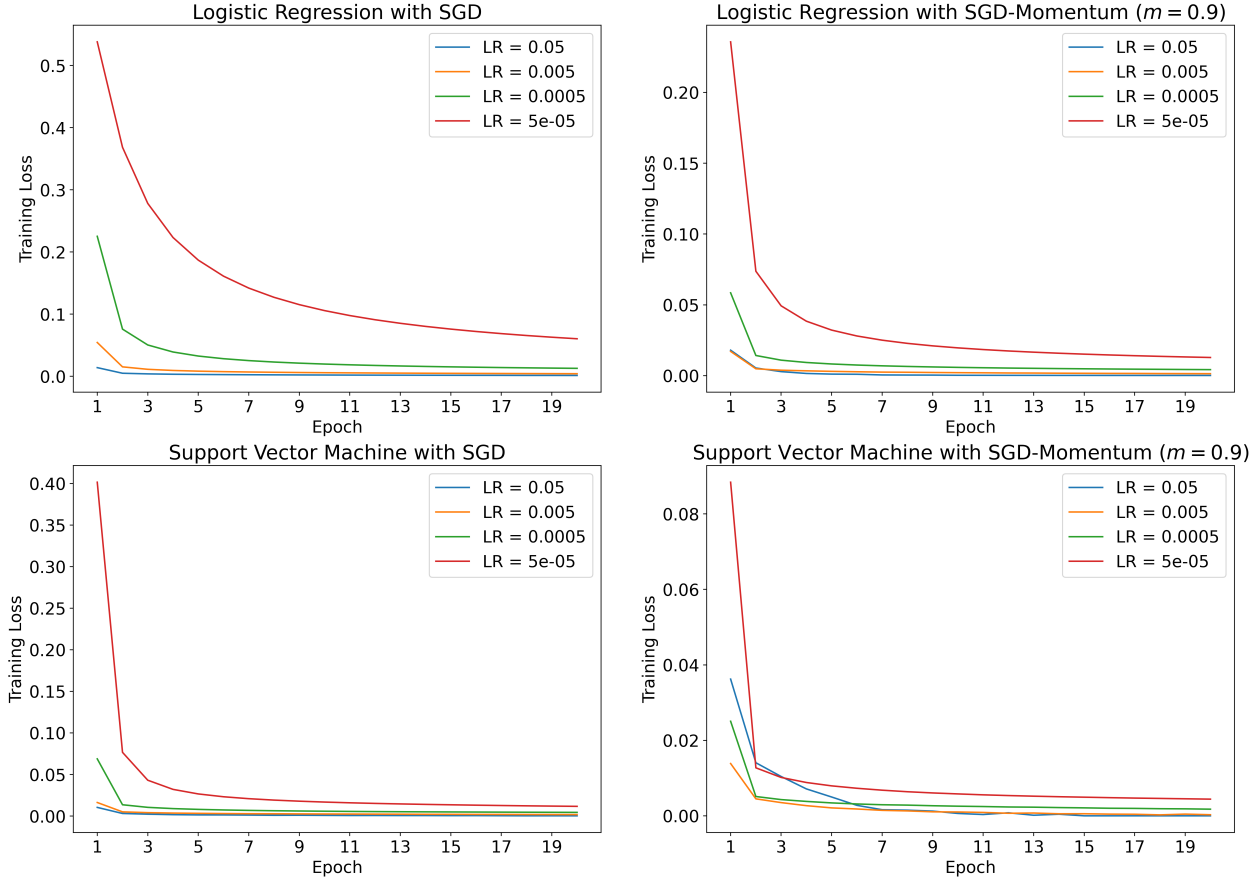 Logistic Regression with SGD
Training Loss
0.5
0.4
0.3
0.2
0.1
0.0
LR = 0.05
LR = 0.005
LR = 0.0005
LR = 5e-05
1 3 5 7 9 11 13 15 17 19
Epoch
Logistic Regression with SGD-Momentum (m = 0.9)
Training Loss
0.20
0.15
0.10
0.05
0.00
LR = 0.05
LR = 0.005
LR = 0.0005
LR = 5e-05
1 3 5 7 9 11 13 15 17 19
Epoch
Support Vector Machine with SGD
Training Loss
0.40
0.35
0.30
0.25
0.20
0.15
0.10
0.05
0.00
LR = 0.05
LR = 0.005
LR = 0.0005
LR = 5e-05
1 3 5 7 9 11 13 15 17 19
Epoch
Support Vector Machine with SGD-Momentum (m = 0.9)
Training Loss
0.08
0.06
0.04
0.02
0.00
LR = 0.05
LR = 0.005
LR = 0.0005
LR = 5e-05
1 3 5 7 9 11 13 15 17 19
Epoch